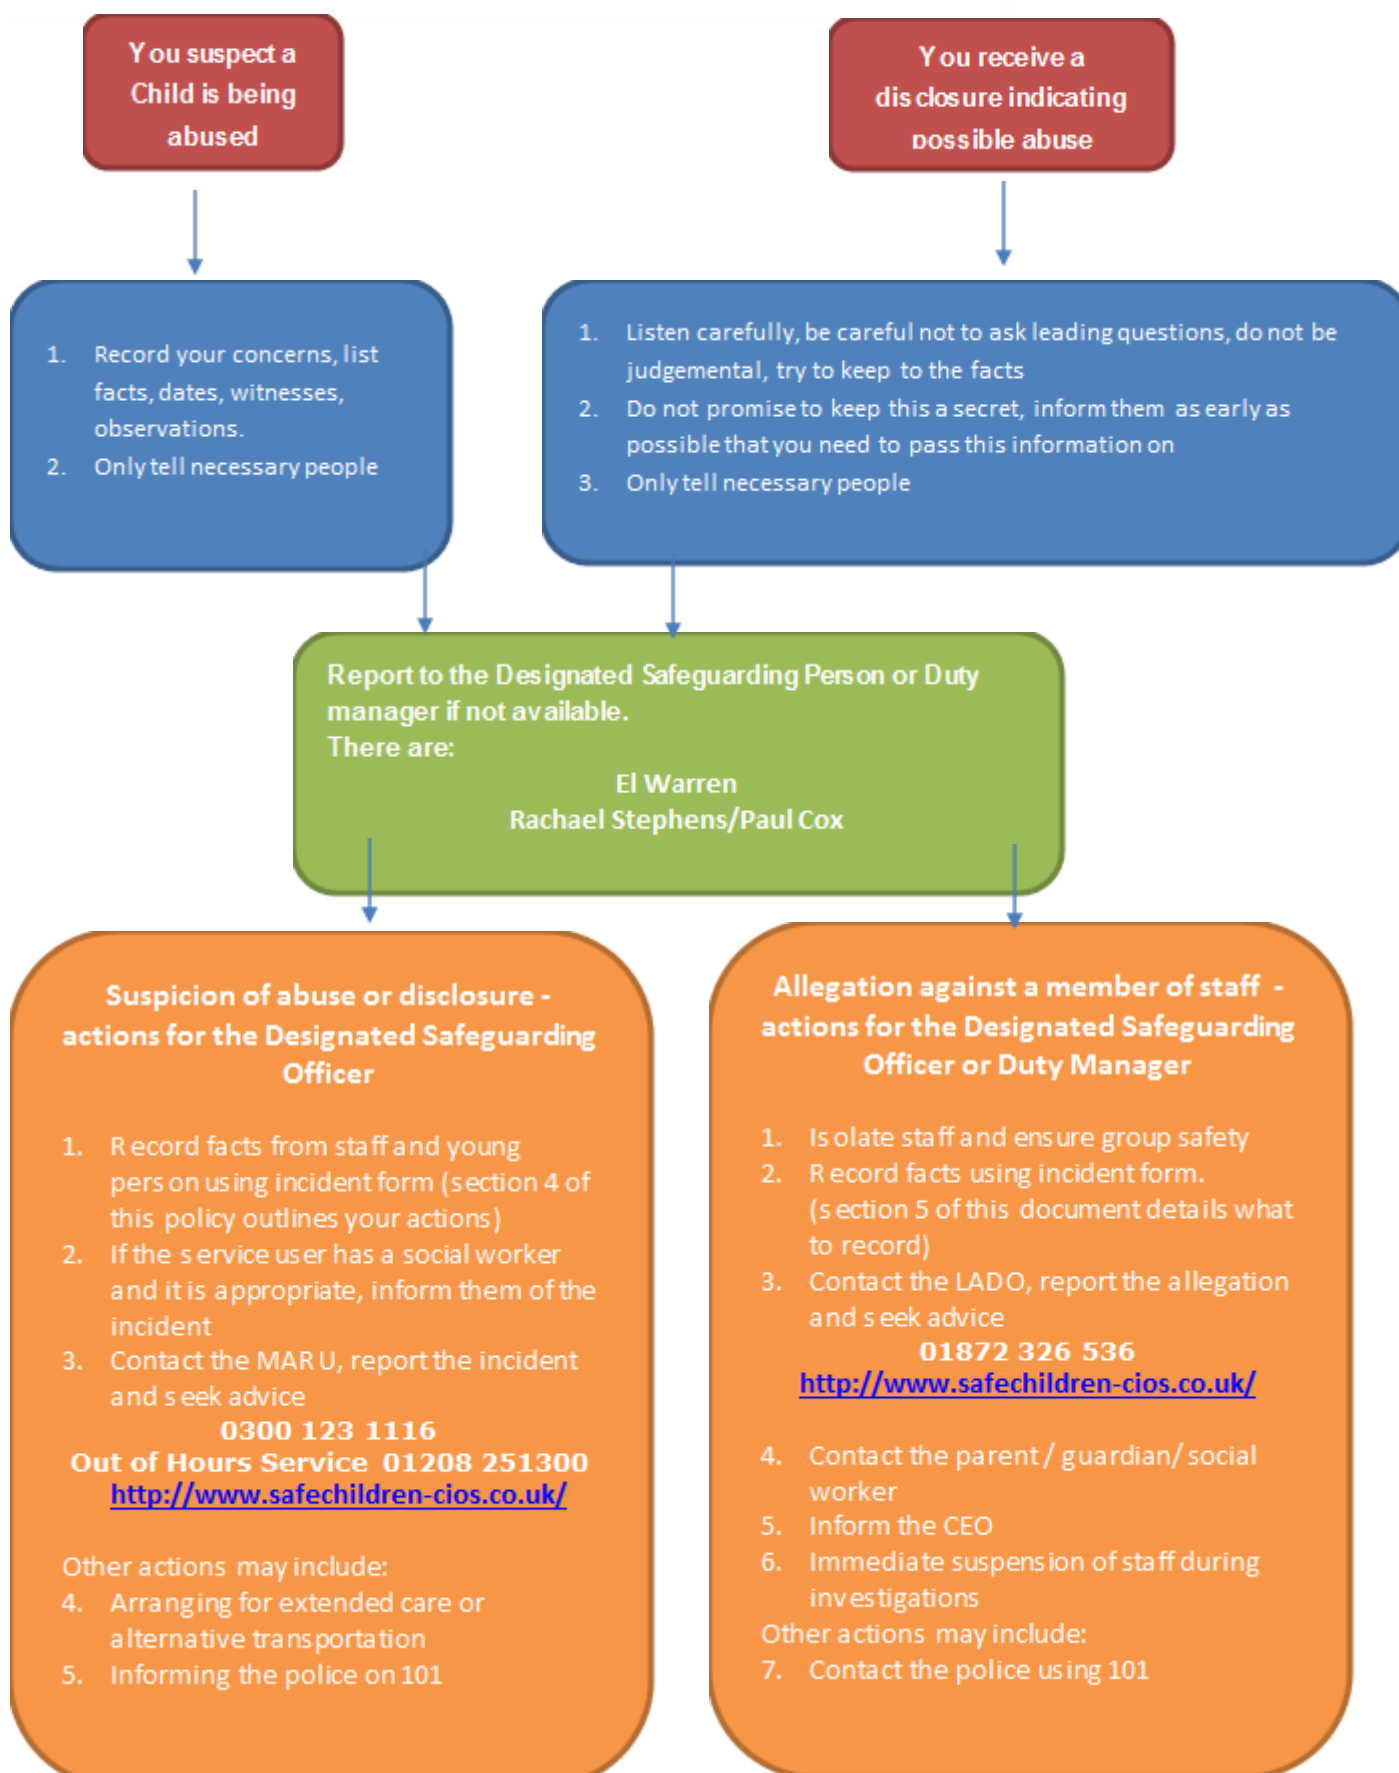 You suspect a
Child is being
abused
You receive a
disclosure indicating
possible abuse
1. Record your concerns, list
facts, dates, witnesses,
observations.
2. Only tell necessary people
1. Listen carefully, be careful not to ask leading questions, do not be
judgemental, try to keep to the facts
2. Do not promise to keep this a secret, inform them as early as
possible that you need to pass this information on
3. Only tell necessary people
Report to the Designated Safeguarding Person or Duty
manager if not available.
There are:
El Warren
Rachael Stephens/Paul Cox
Suspicion of abuse or disclosure -
actions for the Designated Safeguarding
Officer
1. Record facts from staff and young
person using incident form (section 4 of
this policy outlines your actions)
2. If the service user has a social worker
and it is appropriate, inform them of the
incident
3. Contact the MARU, report the incident
and seek advice
0300 123 1116
Out of Hours Service 01208 251300
http://www.safechildren-cios.co.uk/
Other actions may include:
4. Arranging for extended care or
alternative transportation
5. Informing the police on 101
Allegation against a member of staff -
actions for the Designated Safeguarding
Officer or Duty Manager
1. Isolate staff and ensure group safety
2. Record facts using incident form.
(section 5 of this document details what
to record)
3. Contact the LADO, report the allegation
and seek advice
01872 326 536
http://www.safechildren-cios.co.uk/
4. Contact the parent / guardian/ social
worker
5. Inform the CEO
6. Immediate suspension of staff during
investigations
Other actions may include:
7. Contact the police using 101